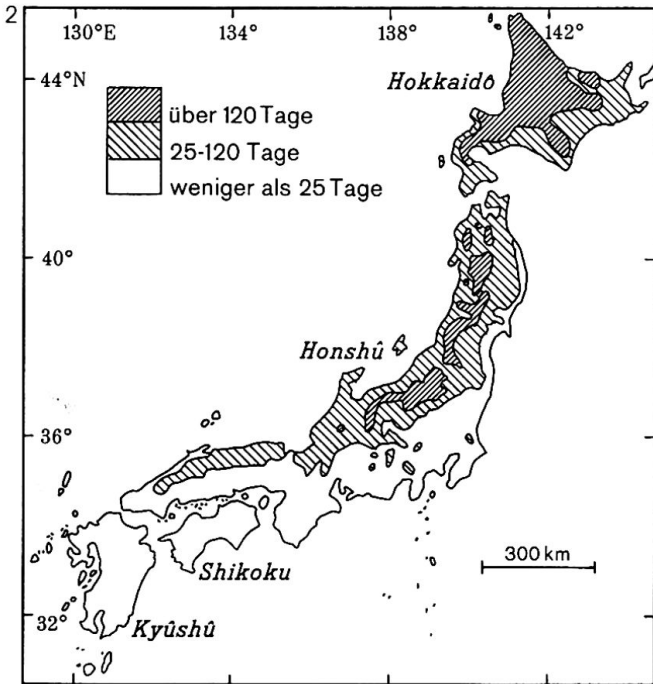 2
130°E 134° 138° 142°
44°N
Hokkaidô
über 120 Tage
25-120 Tage
weniger als 25 Tage
40°
Honshû
36°
300 km
Shikoku
32°
Kyûshû